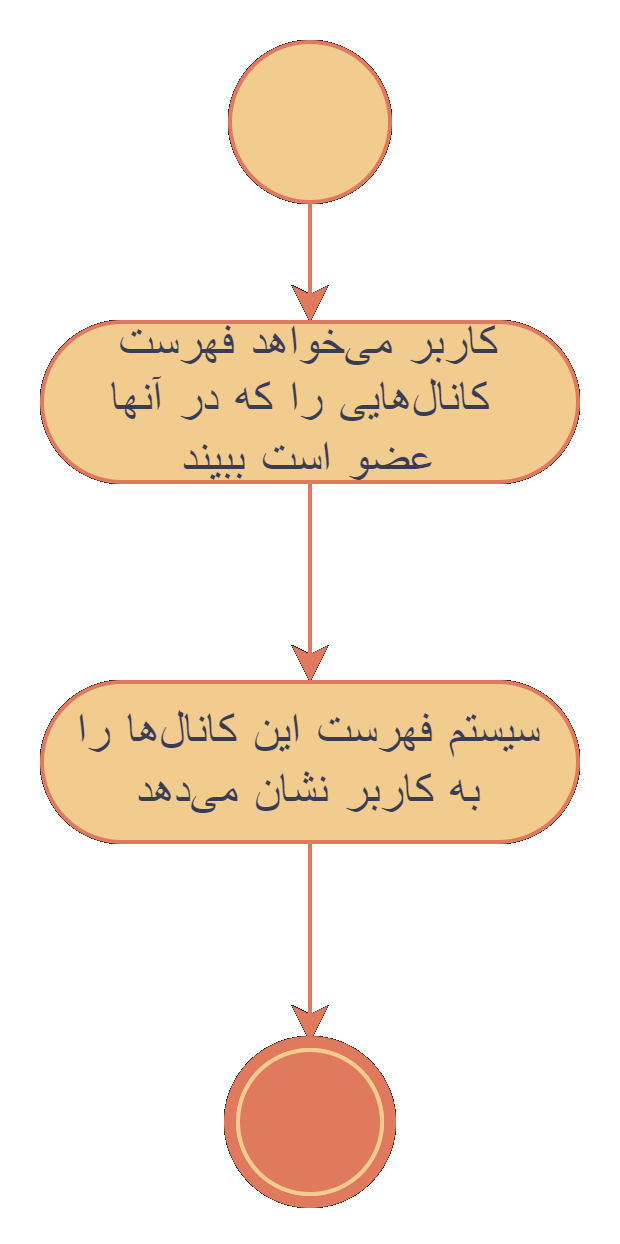 کاربر می‌خواهد فهرست
کانال‌هایی را که در آنها
عضو است ببیند
سیستم فهرست این کانال‌ها را
به کاربر نشان می‌دهد